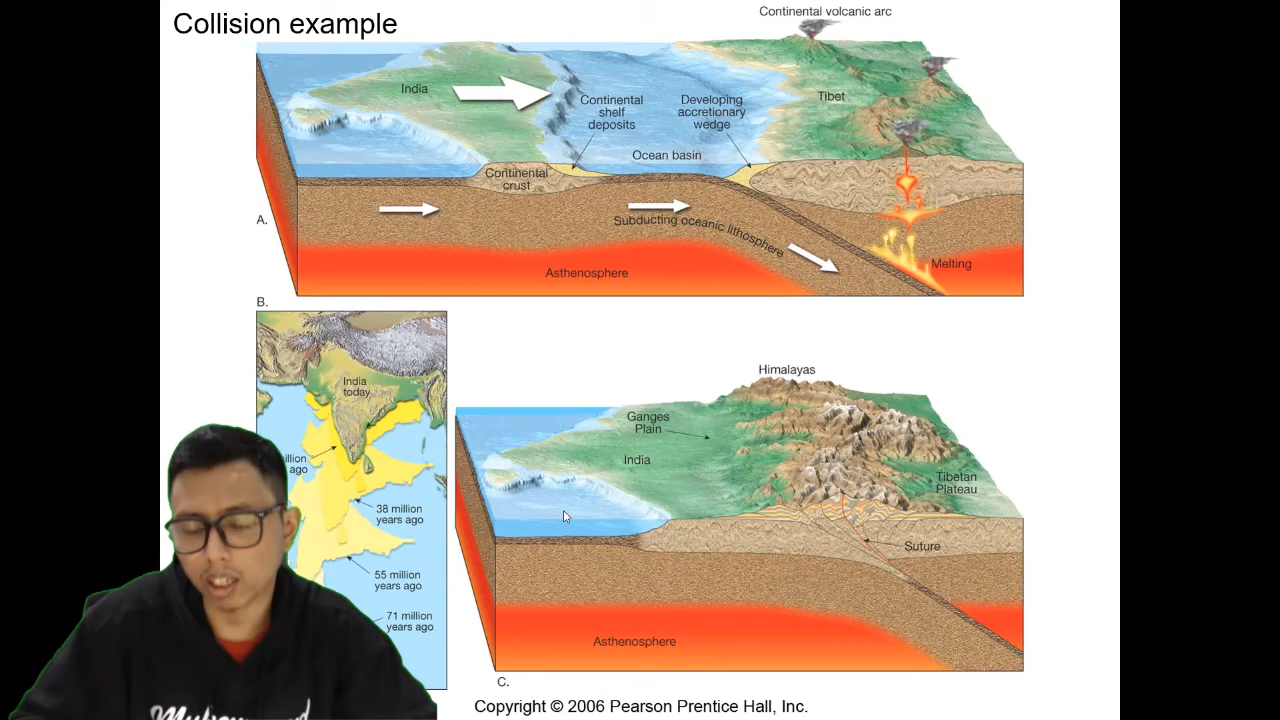 Collision example
Continental volcanic arc
India
Continental
shelf
deposits
Developing
accretionary
wedge
Tibet
Ocean basin
Continental
crust
A.
Subducting oceanic lithosphere
Asthenosphere
Melting
B.
India
today
ago
38 million
years ago
55 million
years ago
71 million
years ago
Himalayas
Ganges
Plain
India
Tibetan
Plateau
Suture
Asthenosphere
C.
Copyright © 2006 Pearson Prentice Hall, Inc.